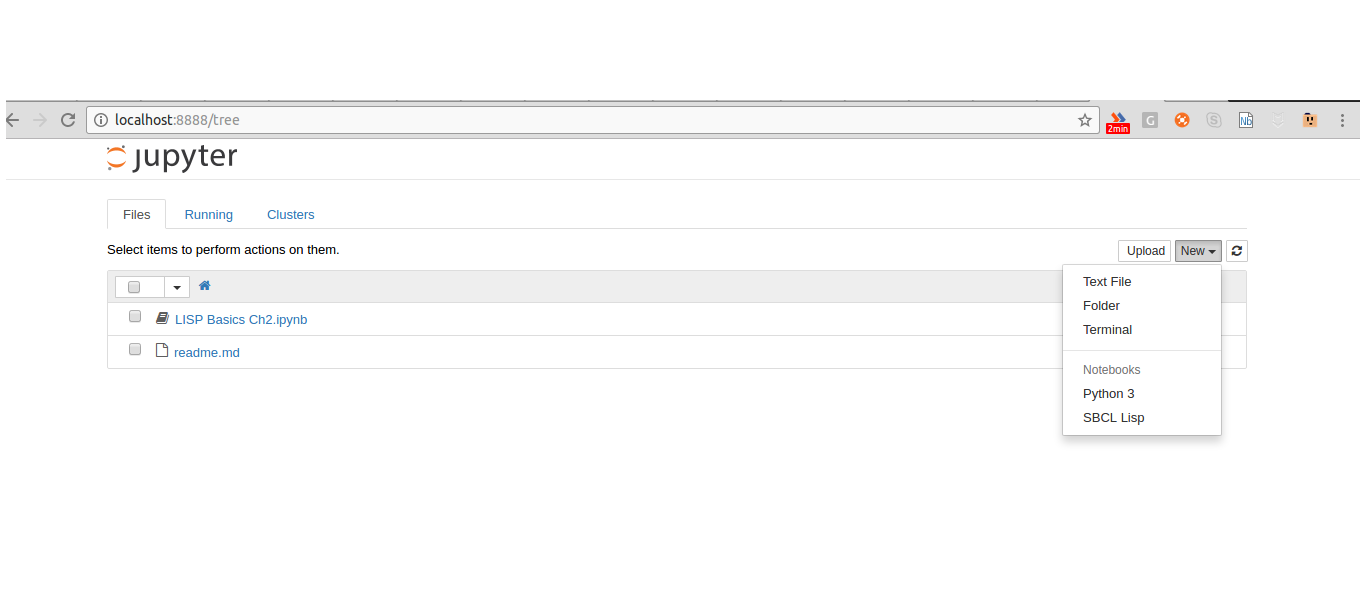 localhost:8888/tree
2min
G
S
Nb
jupyter
Files Running Clusters
Select items to perform actions on them.
Upload New
Text File
Folder
Terminal
Notebooks
Python 3
SBCL Lisp
LISP Basics Ch2.ipynb
readme.md